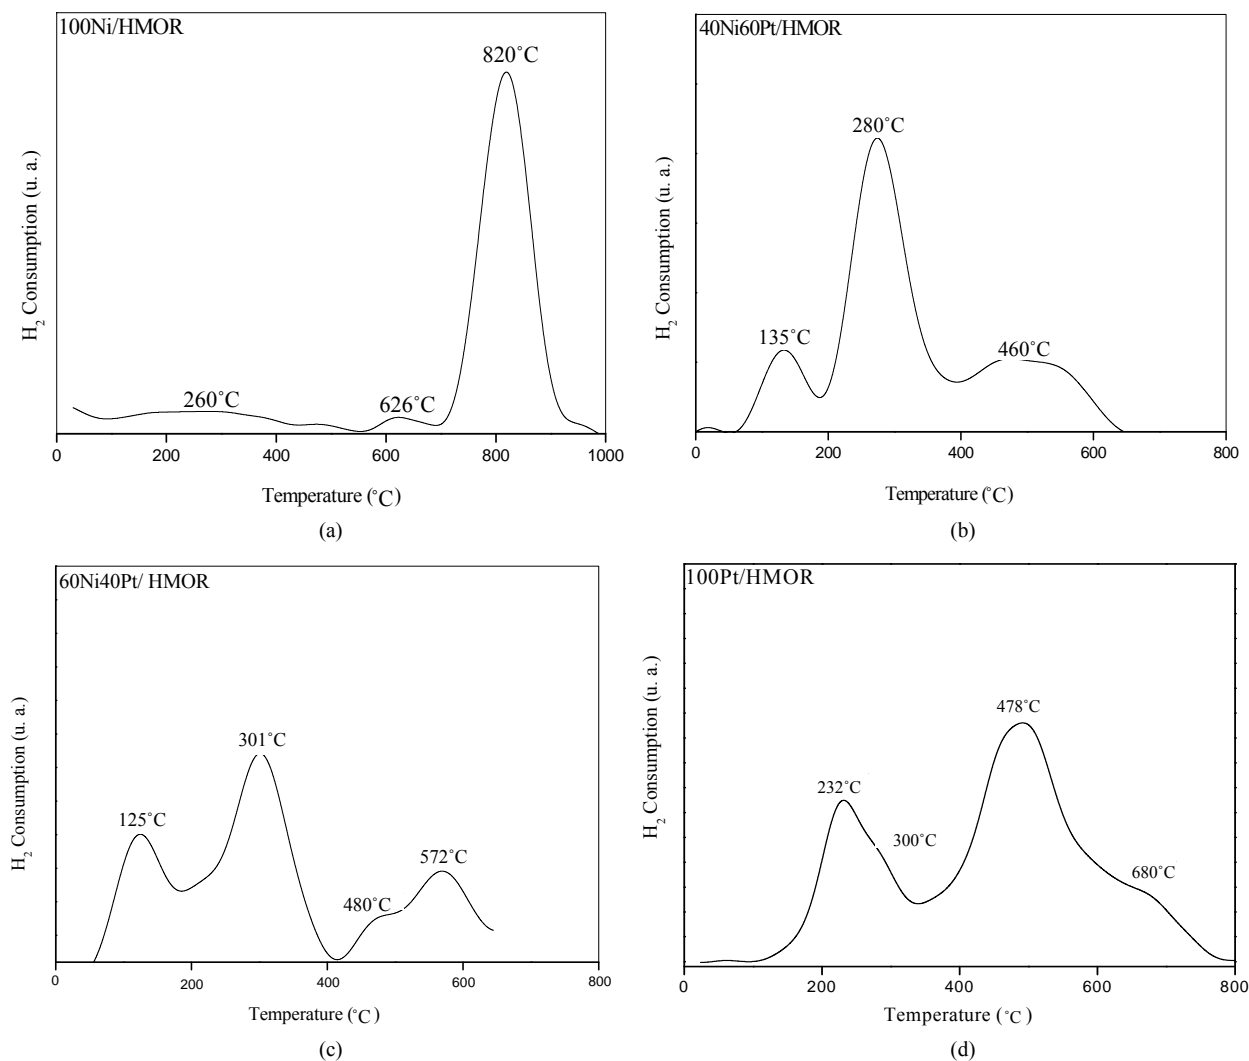 100Ni/HMOR
820°C
260°C
626°C
H2 Consumption (u. a.)
0 200 400 600 800 1000
Temperature (°C)
(a)
40Ni60Pt/HMOR
280°C
135°C
460°C
H2 Consumption (u. a.)
0 200 400 600 800
Temperature (°C)
(b)
60Ni40Pt/ HMOR
301°C
125°C
572°C
480°C
H2 Consumption (u. a.)
0 200 400 600 800
Temperature (°C)
(c)
100Pt/HMOR
478°C
232°C
300°C
680°C
H2 Consumption (u. a.)
0 200 400 600 800
Temperature (°C)
(d)